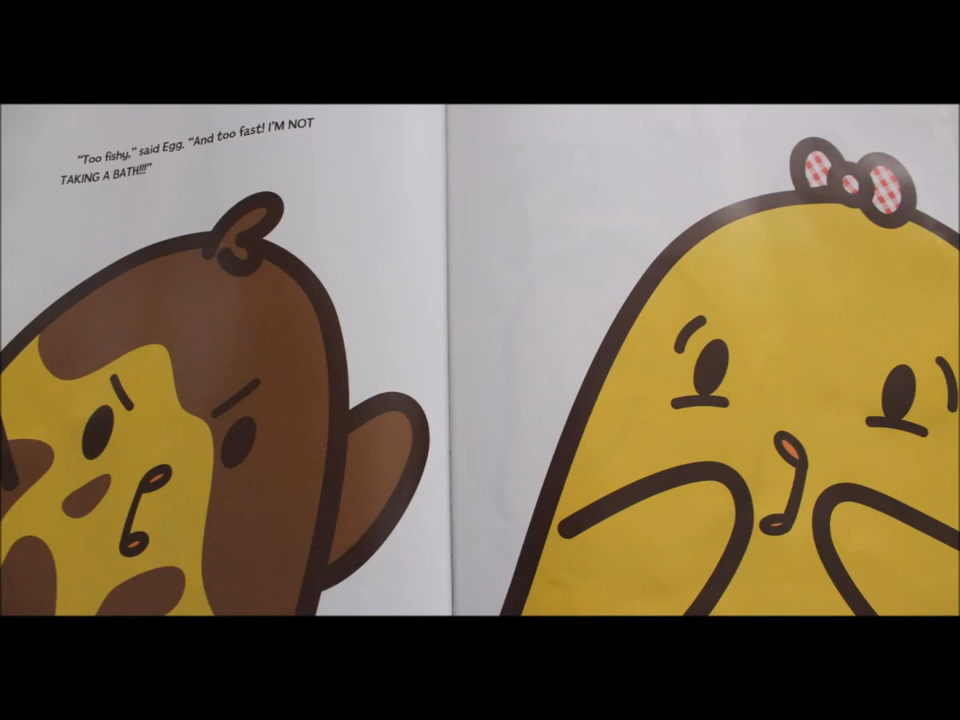 “Too fishy,” said Egg. “And too fast! I’M NOT
TAKING A BATH!!!”